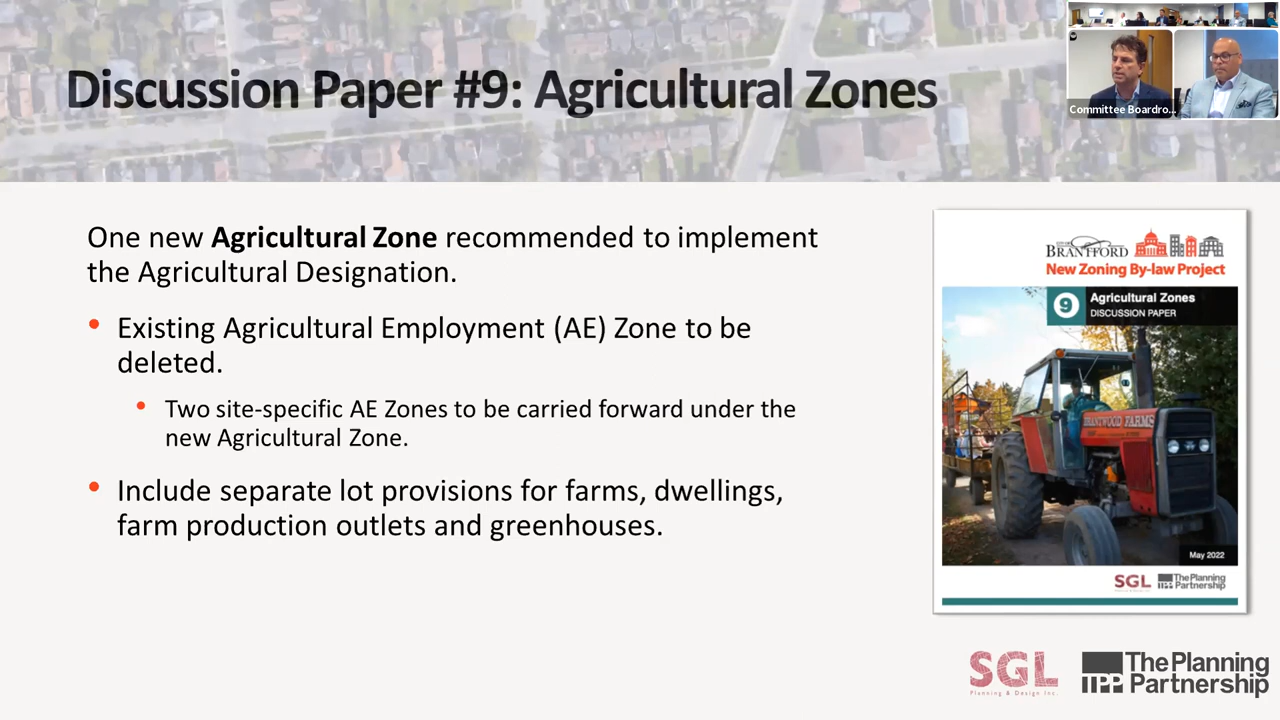 Discussion Paper #9: Agricultural Zones
Committee Boardro...
One new Agricultural Zone recommended to implement
the Agricultural Designation.
• Existing Agricultural Employment (AE) Zone to be
deleted.
• Two site-specific AE Zones to be carried forward under the
new Agricultural Zone.
• Include separate lot provisions for farms, dwellings,
farm production outlets and greenhouses.
BRANTFORD
New Zoning By-law Project
9
Agricultural Zones
DISCUSSION PAPER
BRANTWOOD FARMS
May 2022
SGL
TPP
The Planning
Partnership
SGL
Planning & Design Inc.
TPP
The Planning
Partnership